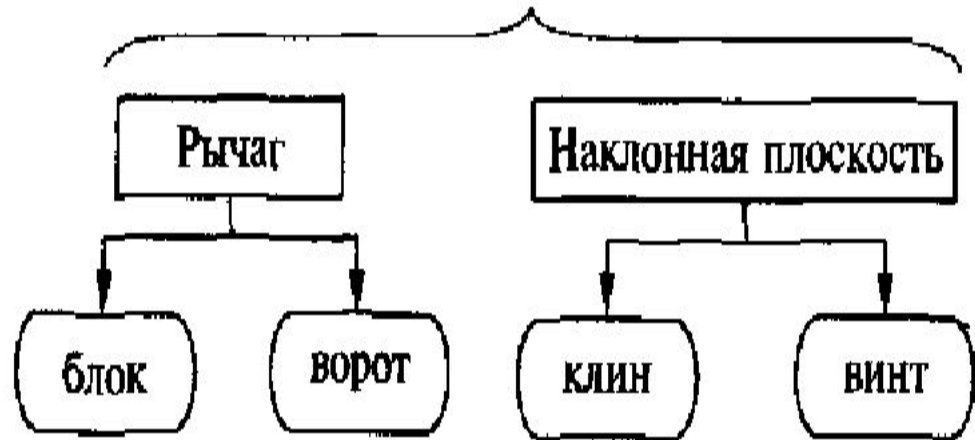 Рычаг
Наклонная плоскость
блок
ворот
клин
винт